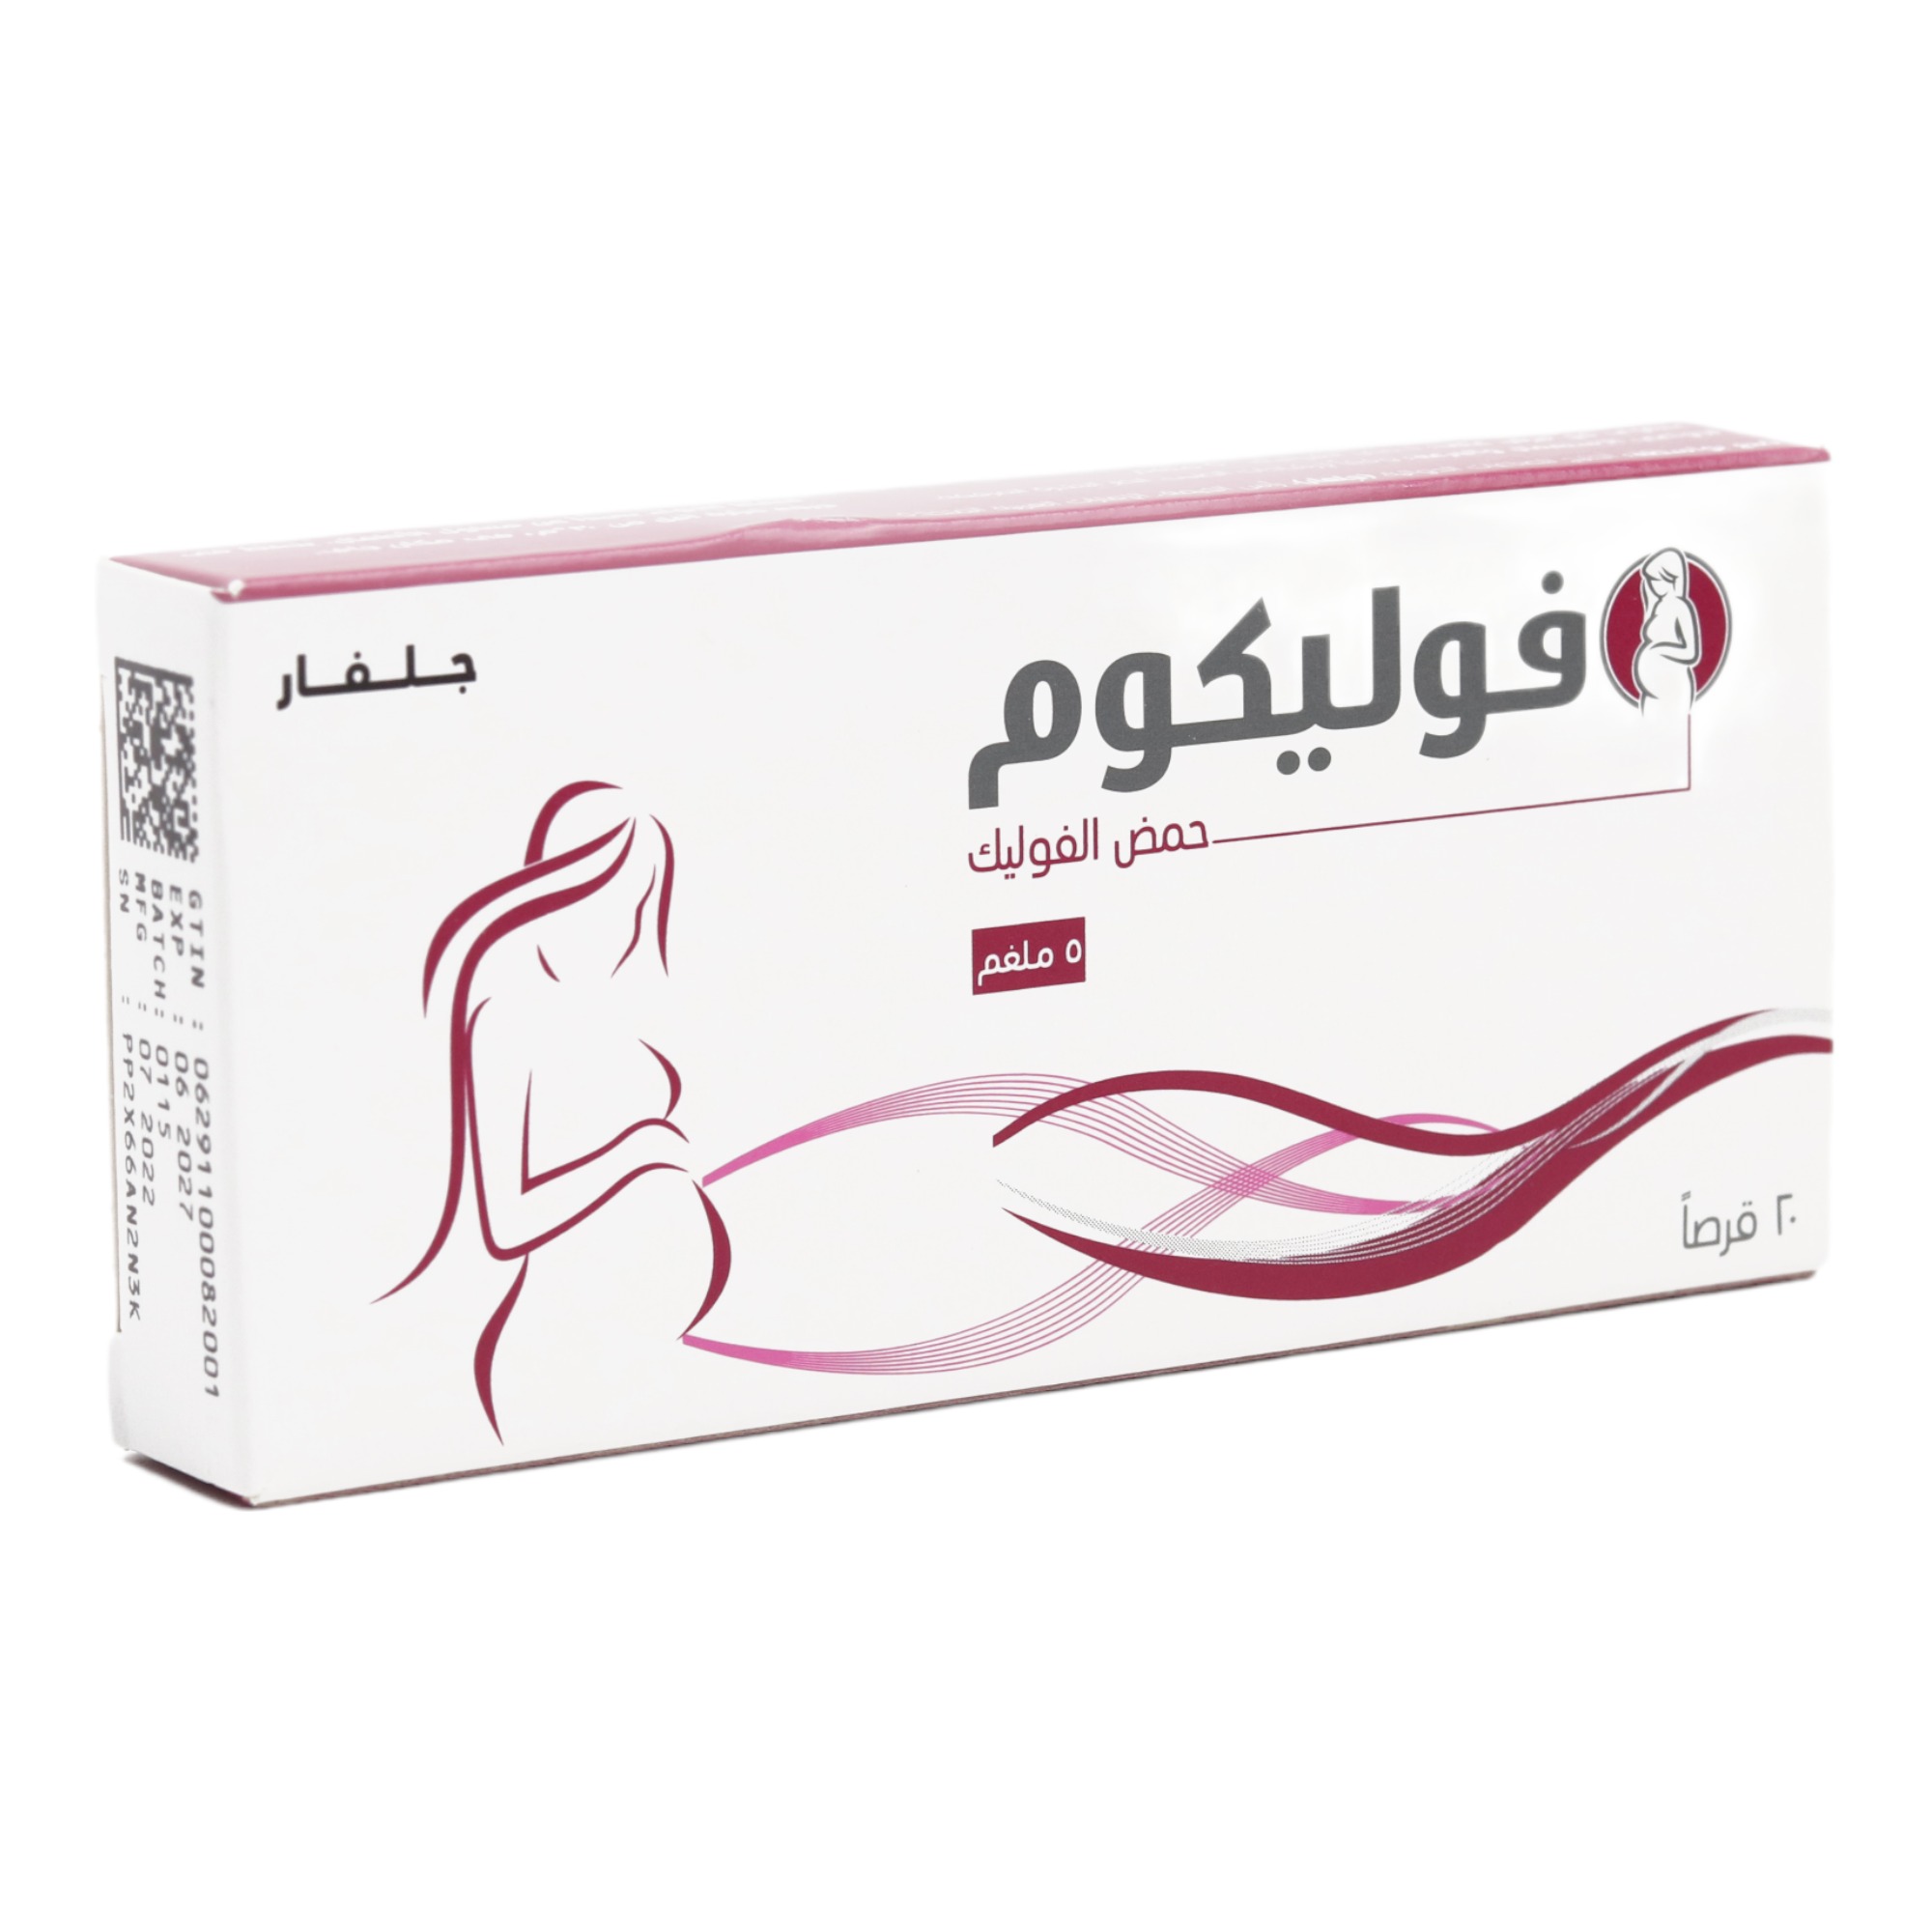 جلفار
فوليكوم
حمض الفوليك
٥ ملغم
٢٠ قرصاً
GTIN : 06291100082001
EXP : 06 2027
BATCH: 0115
MFG : 07 2022
SN : PP2X66AN2N3K